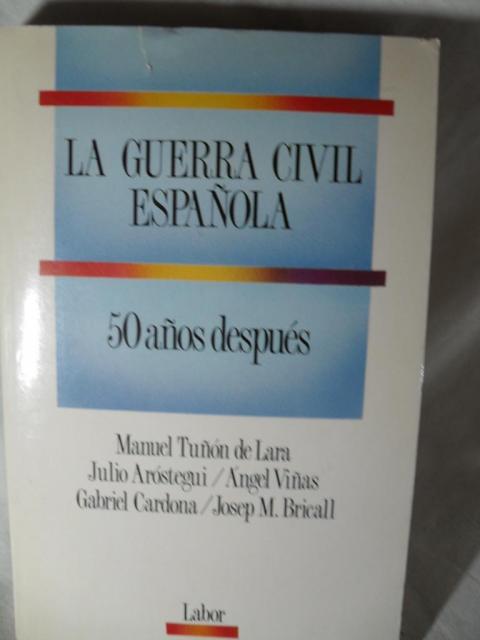 LA GUERRA CIVIL
ESPAÑOLA
50 años después
Manuel Tuñón de Lara
Julio Aróstegui / Ángel Viñas
Gabriel Cardona / Josep M. Bricall
Labor